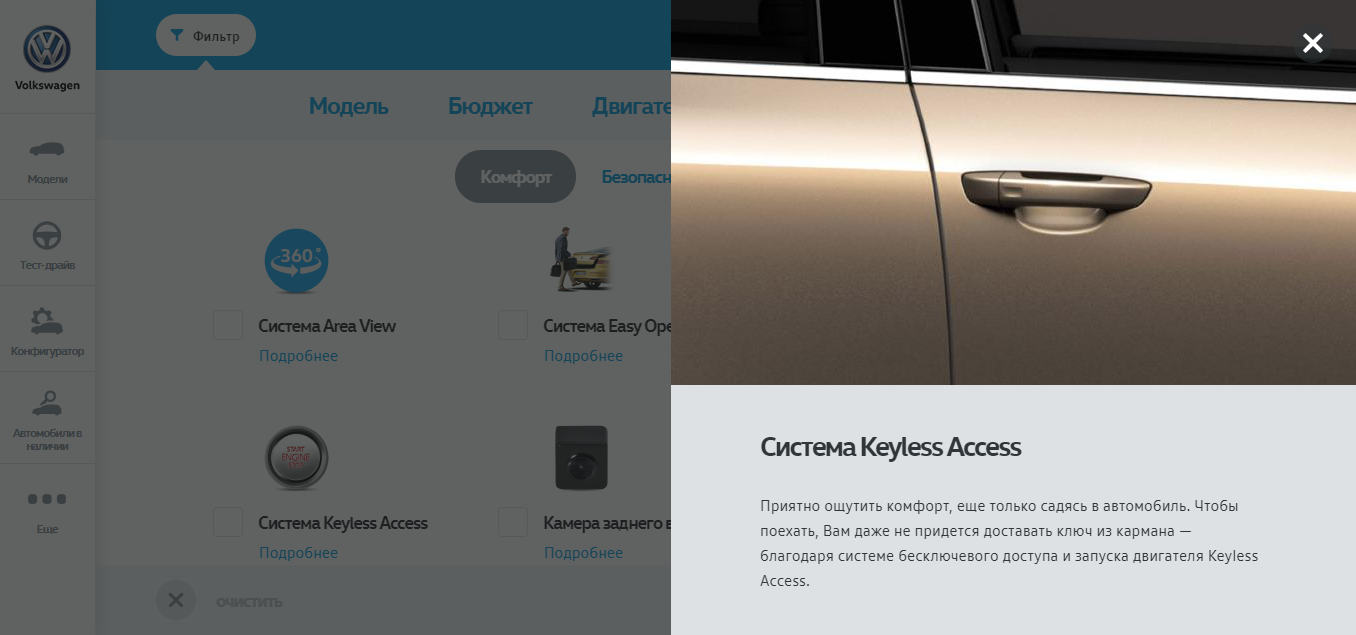 Volkswagen
Модели
Тест-драйв
Конфигуратор
Автомобили в
наличии
Еще
Фильтр
Модель Бюджет Двигате
Комфорт Безопасн
360°
Система Area View Система Easy Ope
Подробнее Подробнее
START
ENGINE
STOP
Система Keyless Access Камера заднего в
Подробнее Подробнее
ОЧИСТИТЬ
Система Keyless Access
Приятно ощутить комфорт, еще только садясь в автомобиль. Чтобы
поехать, Вам даже не придется доставать ключ из кармана —
благодаря системе бесключевого доступа и запуска двигателя Keyless
Access.